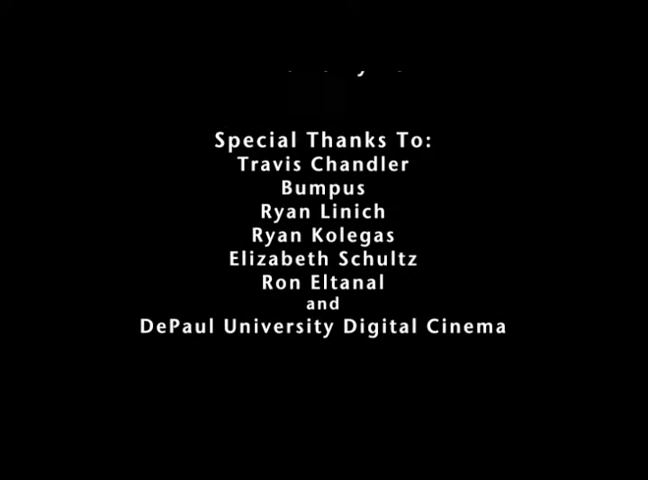 Special Thanks To:
Travis Chandler
Bumpus
Ryan Linich
Ryan Kolegas
Elizabeth Schultz
Ron Eltanal
and
DePaul University Digital Cinema